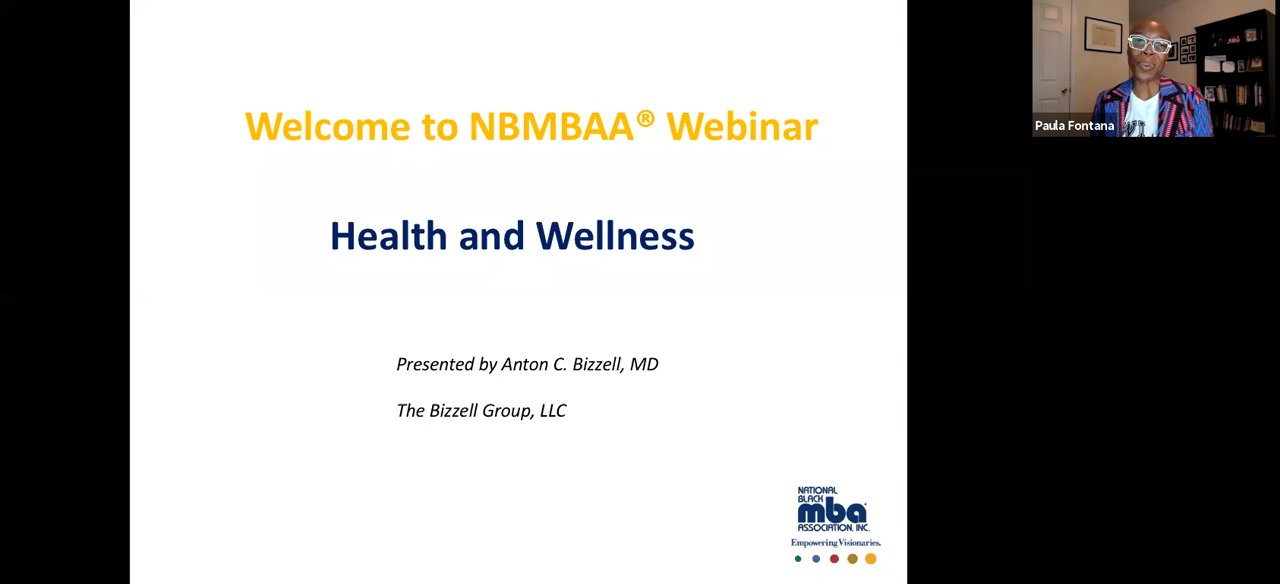 Welcome to NBMBAA® Webinar
Health and Wellness
Presented by Anton C. Bizzell, MD
The Bizzell Group, LLC
NATIONAL
BLACK
mba
ASSOCIATION, INC.
Empowering Visionaries.
Paula Fontana